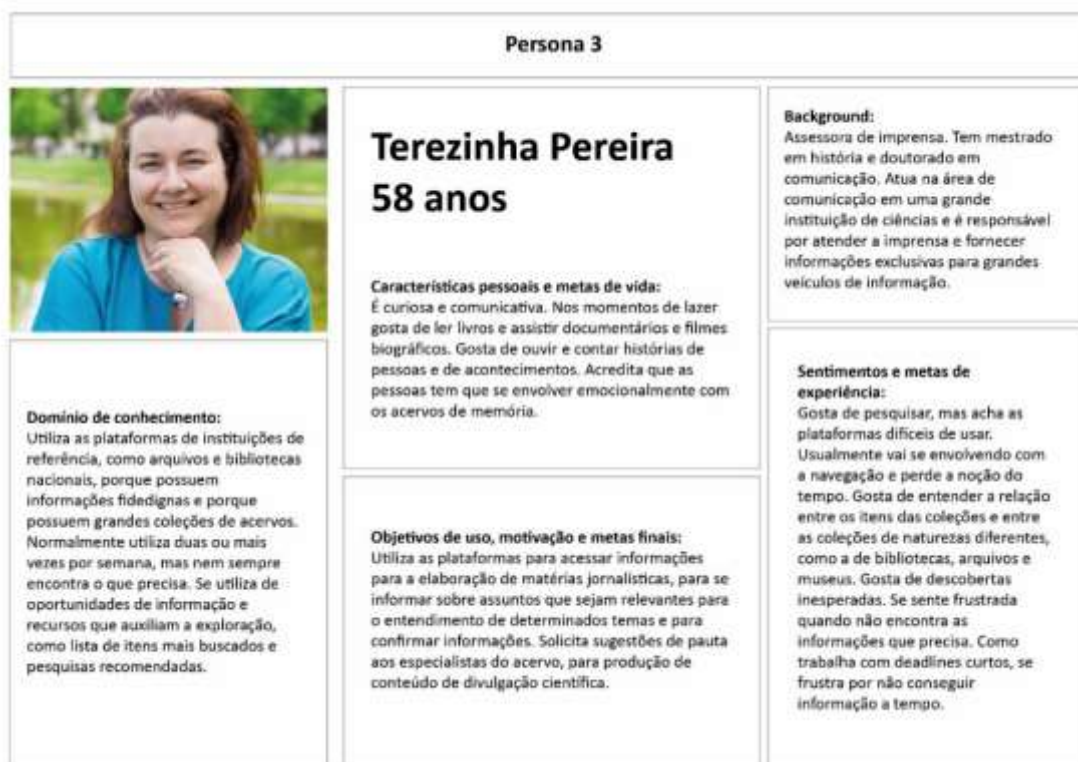 Persona 3
Terezinha Pereira
58 anos
Características pessoais e metas de vida:
É curiosa e comunicativa. Nos momentos de lazer
gosta de ler livros e assistir documentários e filmes
biográficos. Gosta de ouvir e contar histórias de
pessoas e de acontecimentos. Acredita que as
pessoas tem que se envolver emocionalmente com
os acervos de memória.
Background:
Assessora de imprensa. Tem mestrado
em história e doutorado em
comunicação. Atua na área de
comunicação em uma grande
instituição de ciências e é responsável
por atender a imprensa e fornecer
informações exclusivas para grandes
veículos de informação.
Domínio de conhecimento:
Utiliza as plataformas de instituições de
referência, como arquivos e bibliotecas
nacionais, porque possuem
informações fidedignas e porque
possuem grandes coleções de acervos.
Normalmente utiliza duas ou mais
vezes por semana, mas nem sempre
encontra o que precisa. Se utiliza de
oportunidades de informação e
recursos que auxiliam a exploração,
como lista de itens mais buscados e
pesquisas recomendadas.
Objetivos de uso, motivação e metas finais:
Utiliza as plataformas para acessar informações
para a elaboração de matérias jornalísticas, para se
informar sobre assuntos que sejam relevantes para
o entendimento de determinados temas e para
confirmar informações. Solicita sugestões de pauta
aos especialistas do acervo, para produção de
conteúdo de divulgação científica.
Sentimentos e metas de
experiência:
Gosta de pesquisar, mas acha as
plataformas difíceis de usar.
Usualmente vai se envolvendo com
a navegação e perde a noção do
tempo. Gosta de entender a relação
entre os itens das coleções e entre
as coleções de naturezas diferentes,
como a de bibliotecas, arquivos e
museus. Gosta de descobertas
inesperadas. Se sente frustrada
quando não encontra as
informações que precisa. Como
trabalha com deadlines curtos, se
frustra por não conseguir
informação a tempo.